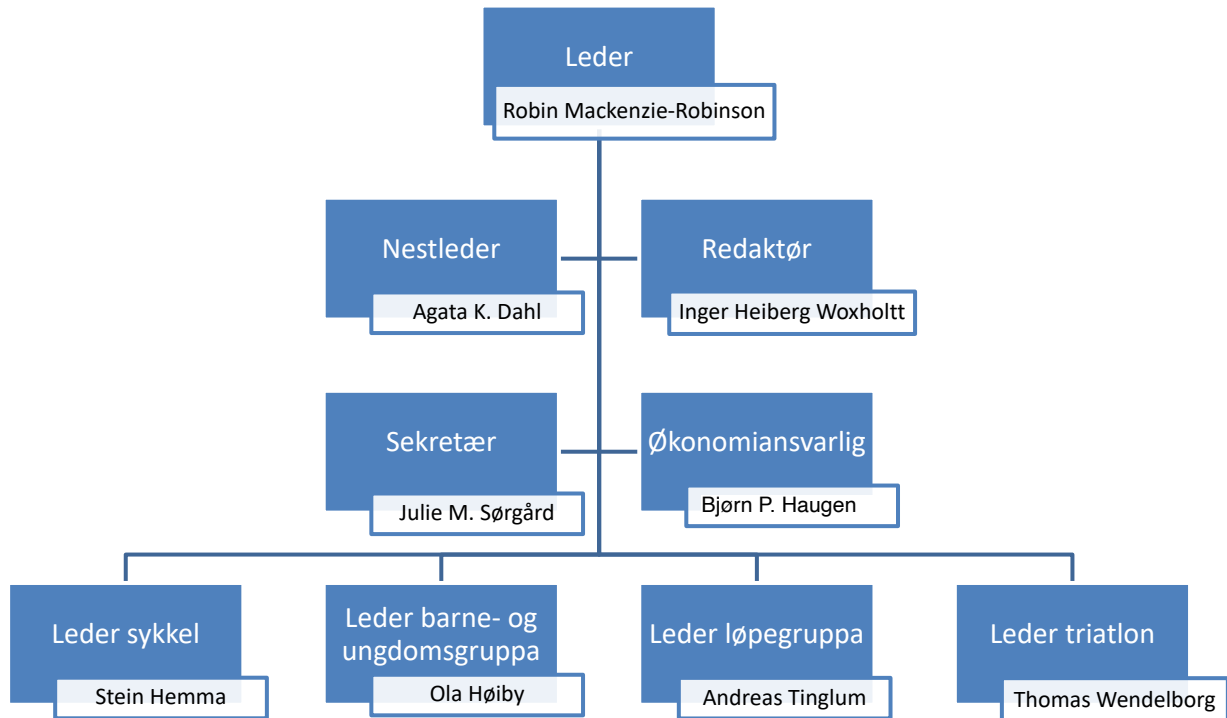 Leder
Robin Mackenzie-Robinson
Nestleder
Agata K. Dahl
Redaktør
Inger Heiberg Woxholtt
Sekretær
Julie M. Sørgård
Økonomiansvarlig
Bjørn P. Haugen
Leder sykkel
Stein Hemma
Leder barne- og
ungdomsgruppa
Ola Høiby
Leder løpegruppa
Andreas Tinglum
Leder triatlon
Thomas Wendelborg